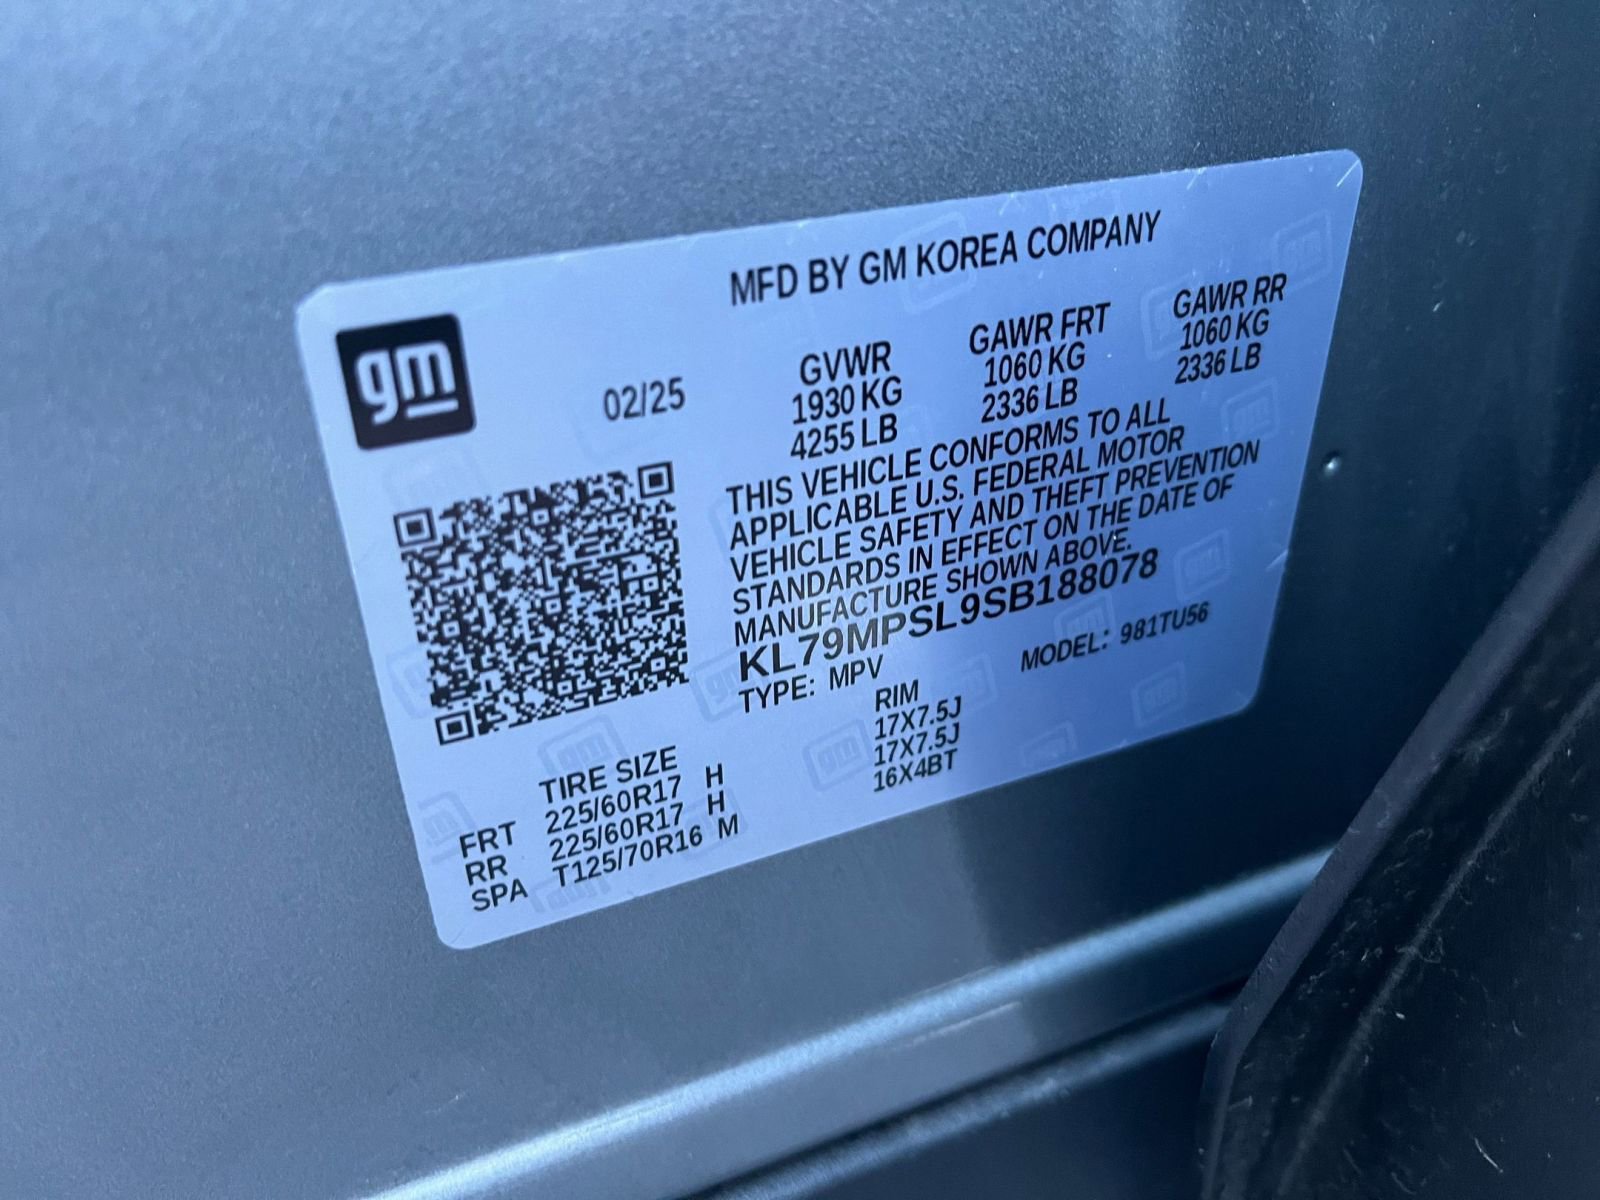 gm
MFD BY GM KOREA COMPANY
02/25
GVWR GAWR FRT GAWR RR
1930 KG 1060 KG 1060 KG
4255 LB 2336 LB 2336 LB
THIS VEHICLE CONFORMS TO ALL
APPLICABLE U.S. FEDERAL MOTOR
VEHICLE SAFETY AND THEFT PREVENTION
STANDARDS IN EFFECT ON THE DATE OF
MANUFACTURE SHOWN ABOVE.
KL79MPSL9SB188078
TYPE: MPV MODEL: 981TU56
TIRE SIZE RIM
FRT 225/60R17 H 17X7.5J
RR 225/60R17 H 17X7.5J
SPA T125/70R16 M 16X4BT